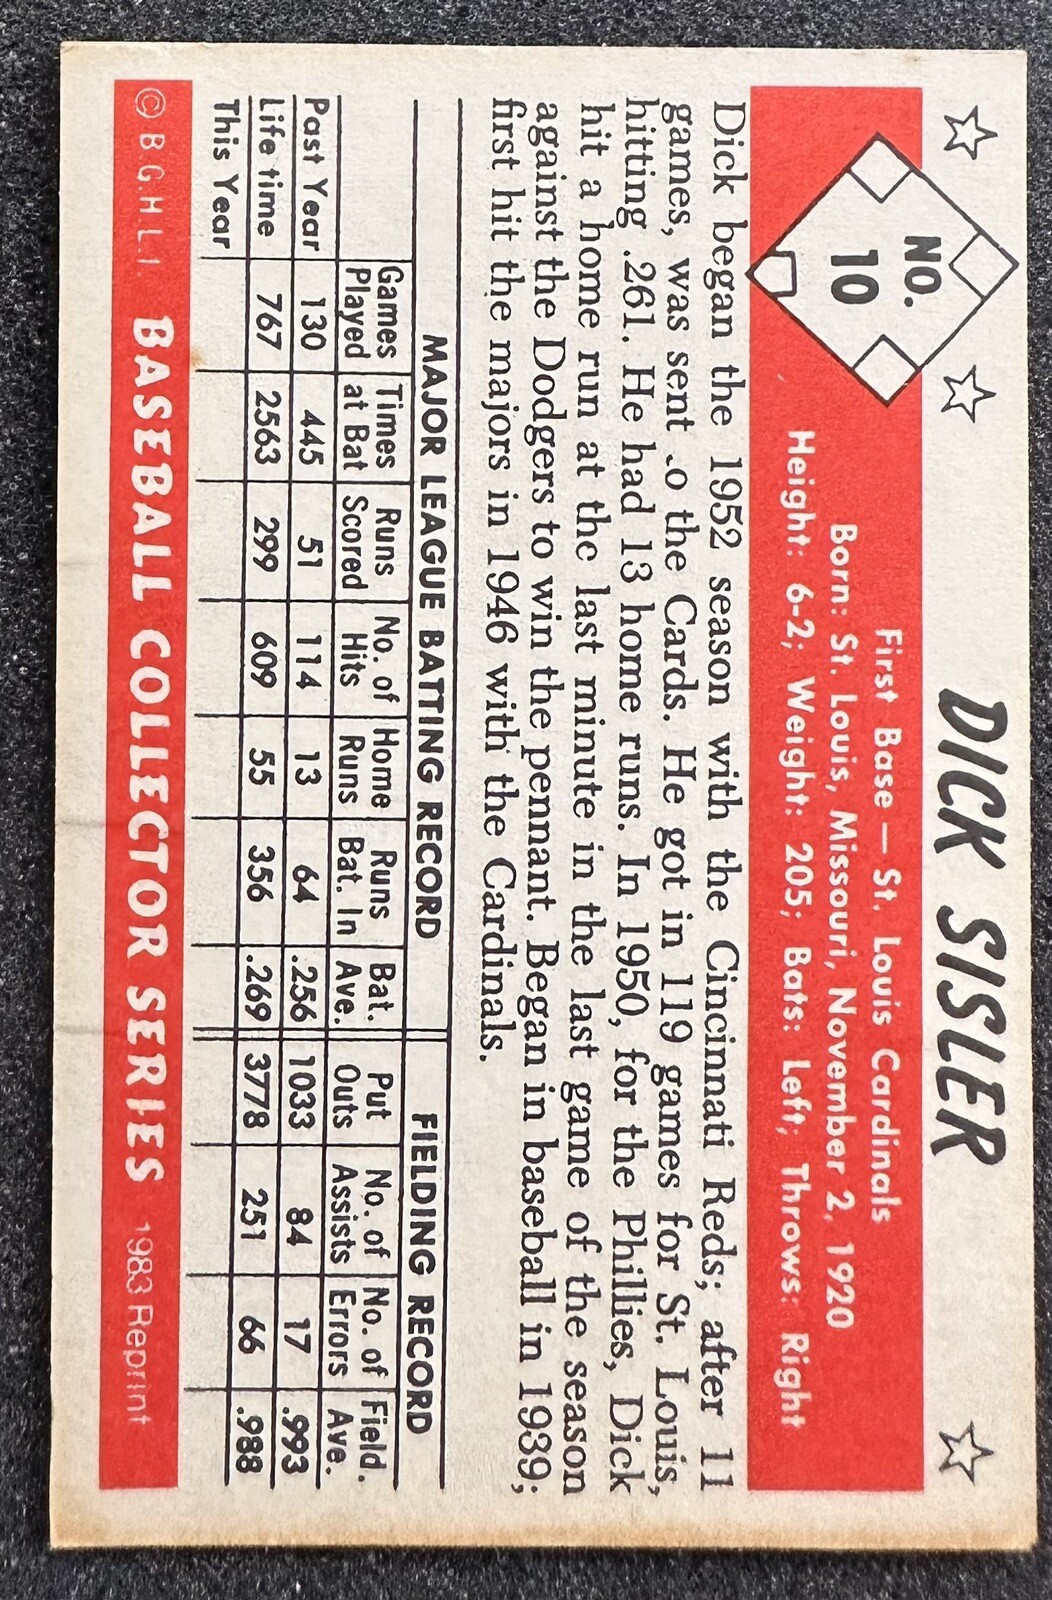 DICK SISLER
NO.
10
First Base — St. Louis Cardinals
Born: St. Louis, Missouri, November 2, 1920
Height: 6-2; Weight: 205; Bats: Left; Throws: Right
Dick began the 1952 season with the Cincinnati Reds; after 11
games, was sent .o the Cards. He got in 119 games for St. Louis,
hitting .261. He had 13 home runs. In 1950, for the Phillies, Dick
hit a home run at the last minute in the last game of the season
against the Dodgers to win the pennant. Began in baseball in 1939;
first hit the majors in 1946 with the Cardinals.
MAJOR LEAGUE BATTING RECORD FIELDING RECORD
Games Times Runs No. of Home Runs Bat. Put No. of No. of Field.
Played at Bat Scored Hits Runs Bat. In Ave. Outs Assists Errors Ave.
Past Year 130 445 51 114 13 64 .256 1033 84 17 .993
Life time 767 2563 299 609 55 356 .269 3778 251 66 .988
This Year
© B.G.H.L.I. BASEBALL COLLECTOR SERIES 1983 Reprint